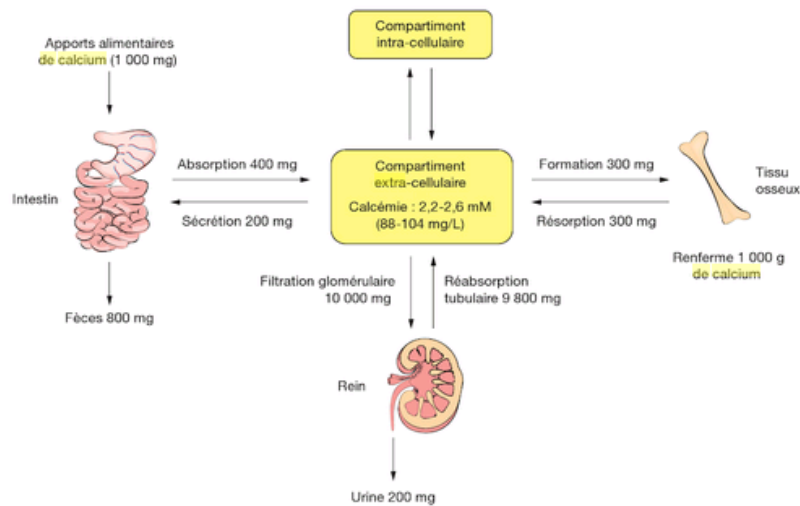 Compartiment
intra-cellulaire
Apports alimentaires
de calcium (1 000 mg)
Absorption 400 mg
Compartiment
extra-cellulaire
Calcémie : 2,2-2,6 mM
(88-104 mg/L)
Formation 300 mg
Tissu
osseux
Intestin
Sécrétion 200 mg
Résorption 300 mg
Renferme 1 000 g
de calcium
Filtration glomérulaire
10 000 mg
Réabsorption
tubulaire 9 800 mg
Fèces 800 mg
Rein
Urine 200 mg